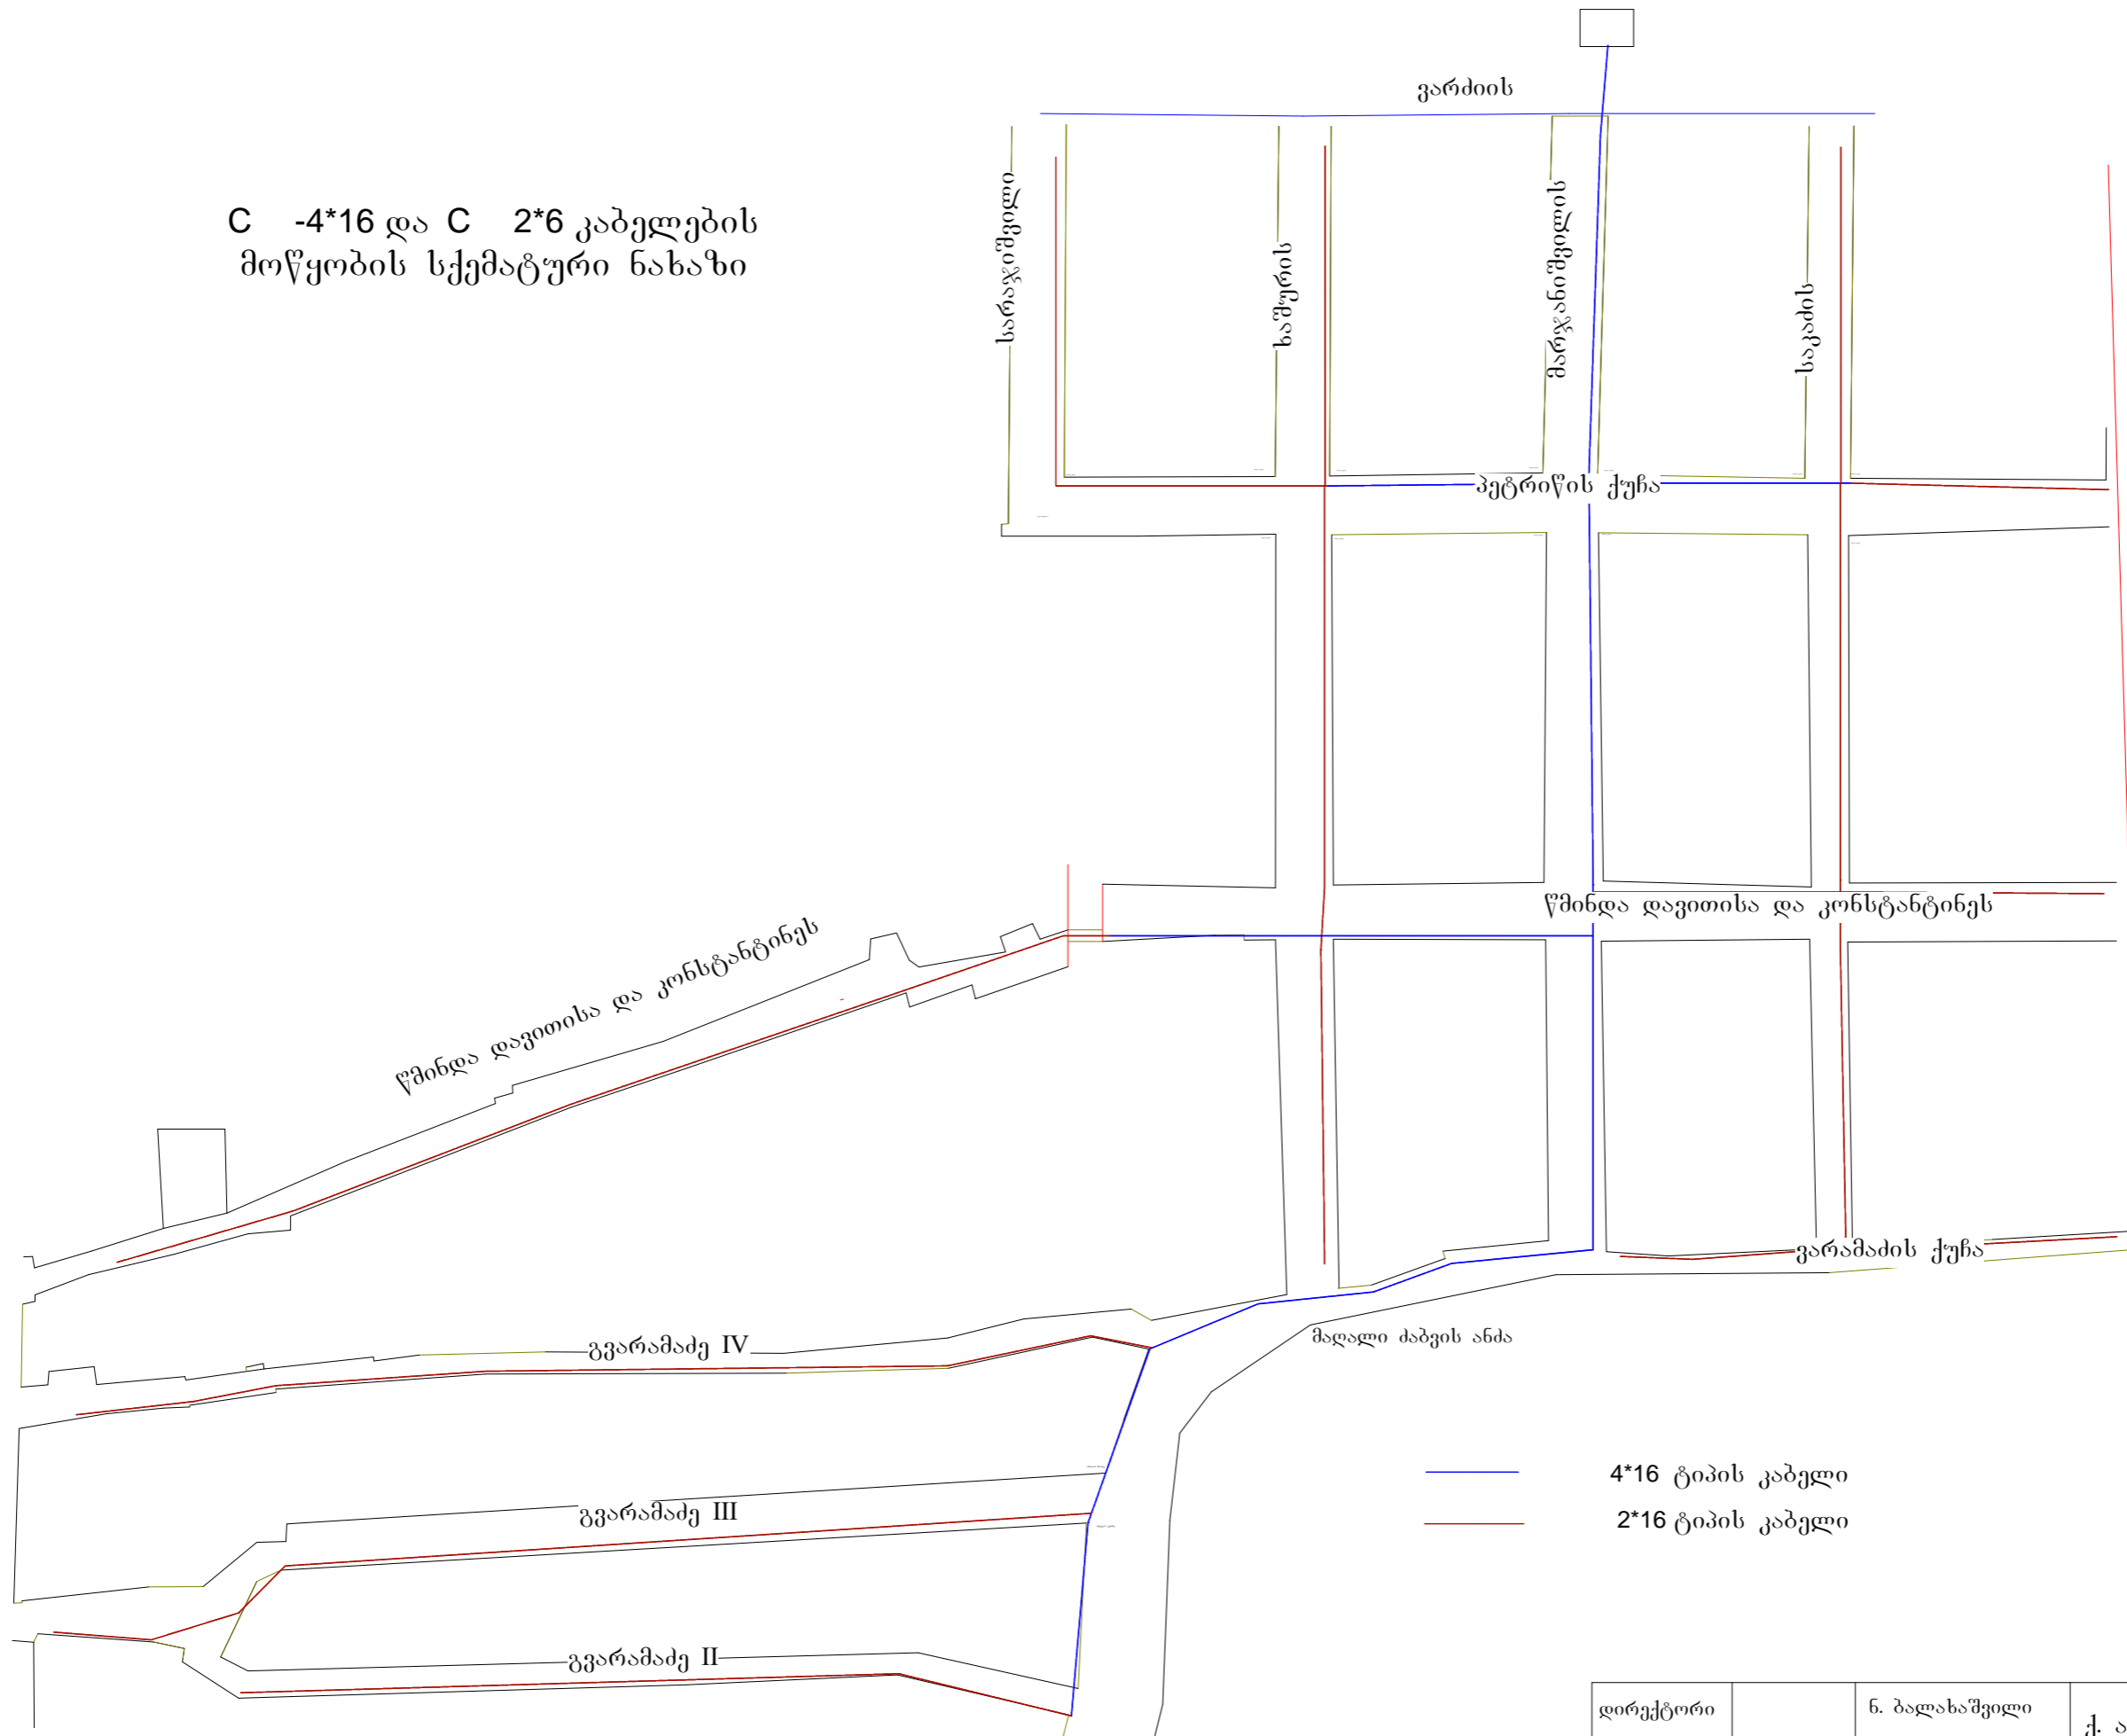 ვარძიის
C -4*16 და C 2*6 კაბელების
მოწყობის სქემატური ნახაზი
სარაჯიშვილი
ხაშურის
მარჯანიშვილის
სააკაძის
პეტრიწის ქუჩა
წმინდა დავითისა და კონსტანტინეს
წმინდა დავითისა და კონსტანტინეს
ვარამაძის ქუჩა
მაღალი ძაბვის ანძა
გვარამაძე IV
4*16 ტიპის კაბელი
გვარამაძე III
2*16 ტიპის კაბელი
გვარამაძე II
დირექტორი
ნ. ბალახაშვილი
ქ. ა